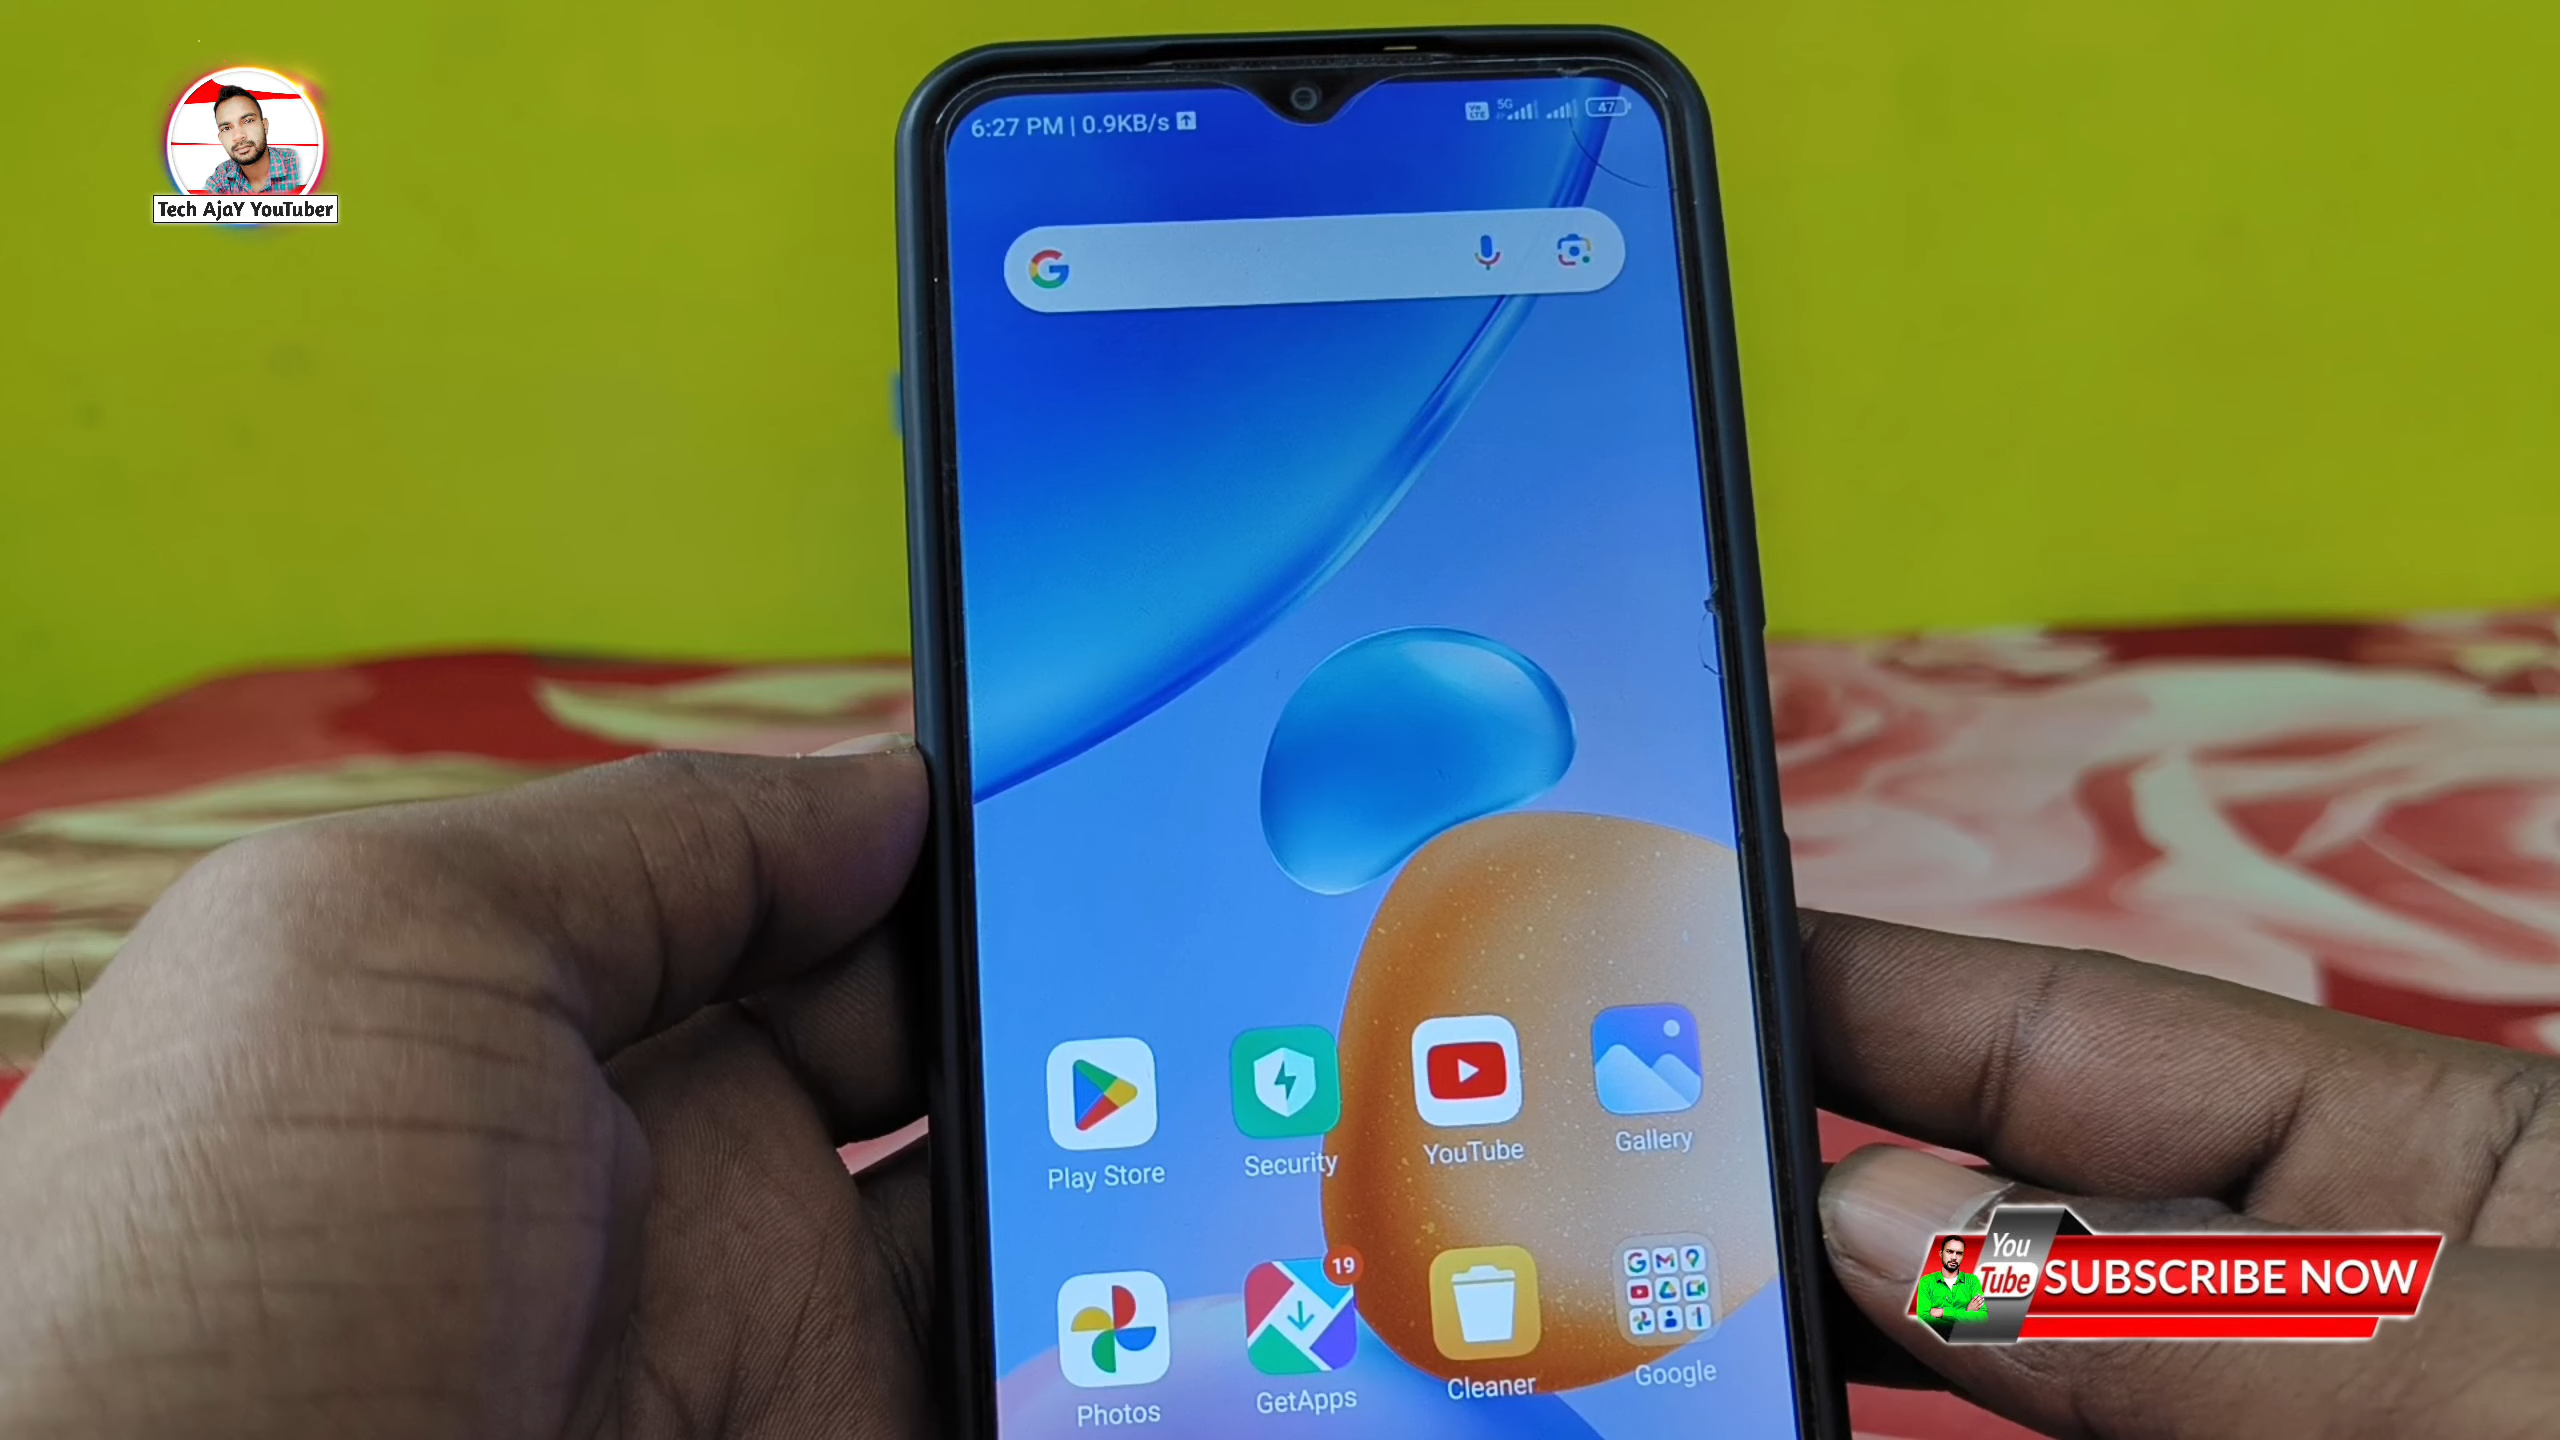 Tech AjaY YouTuber
6:27 PM | 0.9KB/s
5G
47
Play Store
Security
YouTube
Gallery
19
Photos
GetApps
Cleaner
Google
You
Tube
SUBSCRIBE NOW